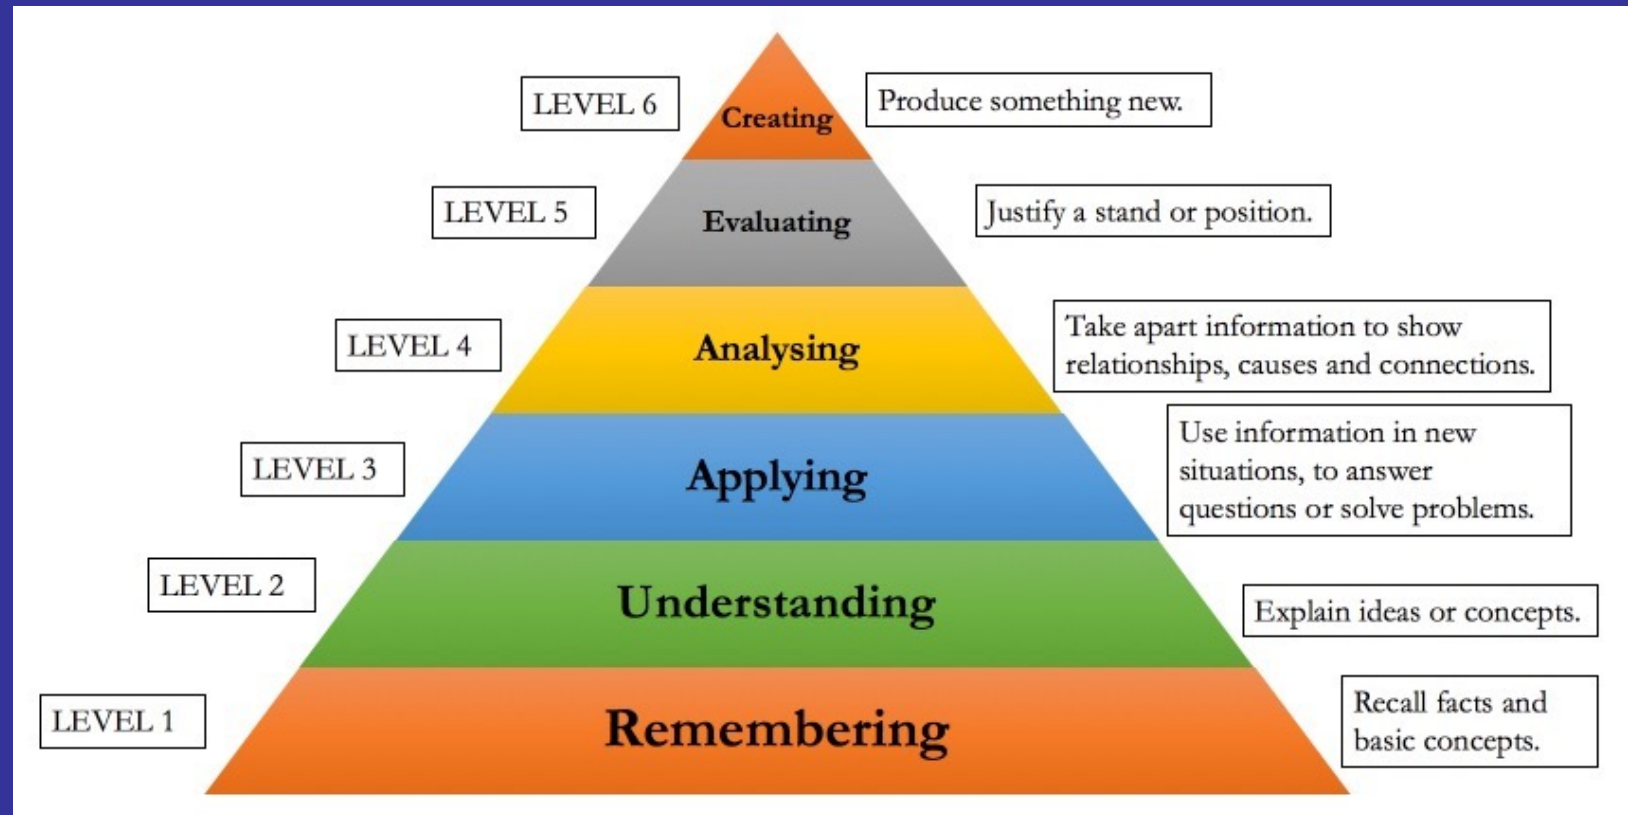 LEVEL 6
Creating
Produce something new.
LEVEL 5
Evaluating
Justify a stand or position.
LEVEL 4
Analysing
Take apart information to show
relationships, causes and connections.
LEVEL 3
Applying
Use information in new
situations, to answer
questions or solve problems.
LEVEL 2
Understanding
Explain ideas or concepts.
LEVEL 1
Remembering
Recall facts and
basic concepts.